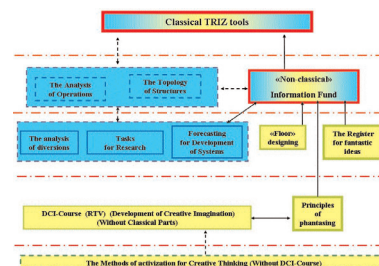 Classical TRIZ tools
The Analysis
of Operations
The Topology
of Structures
«Non-classical»
Information Fund
The analysis
of diversions
Tasks
for Research
Forecasting
for Development
of Systems
«Floor»
designing
The Register
for fantastic
ideas
DCI-Course (RTV) (Development of Creative Imagination)
(Without Classical Parts)
Principles
of
phantasing
The Methods of activization for Creative Thinking (Without DCI-Course)